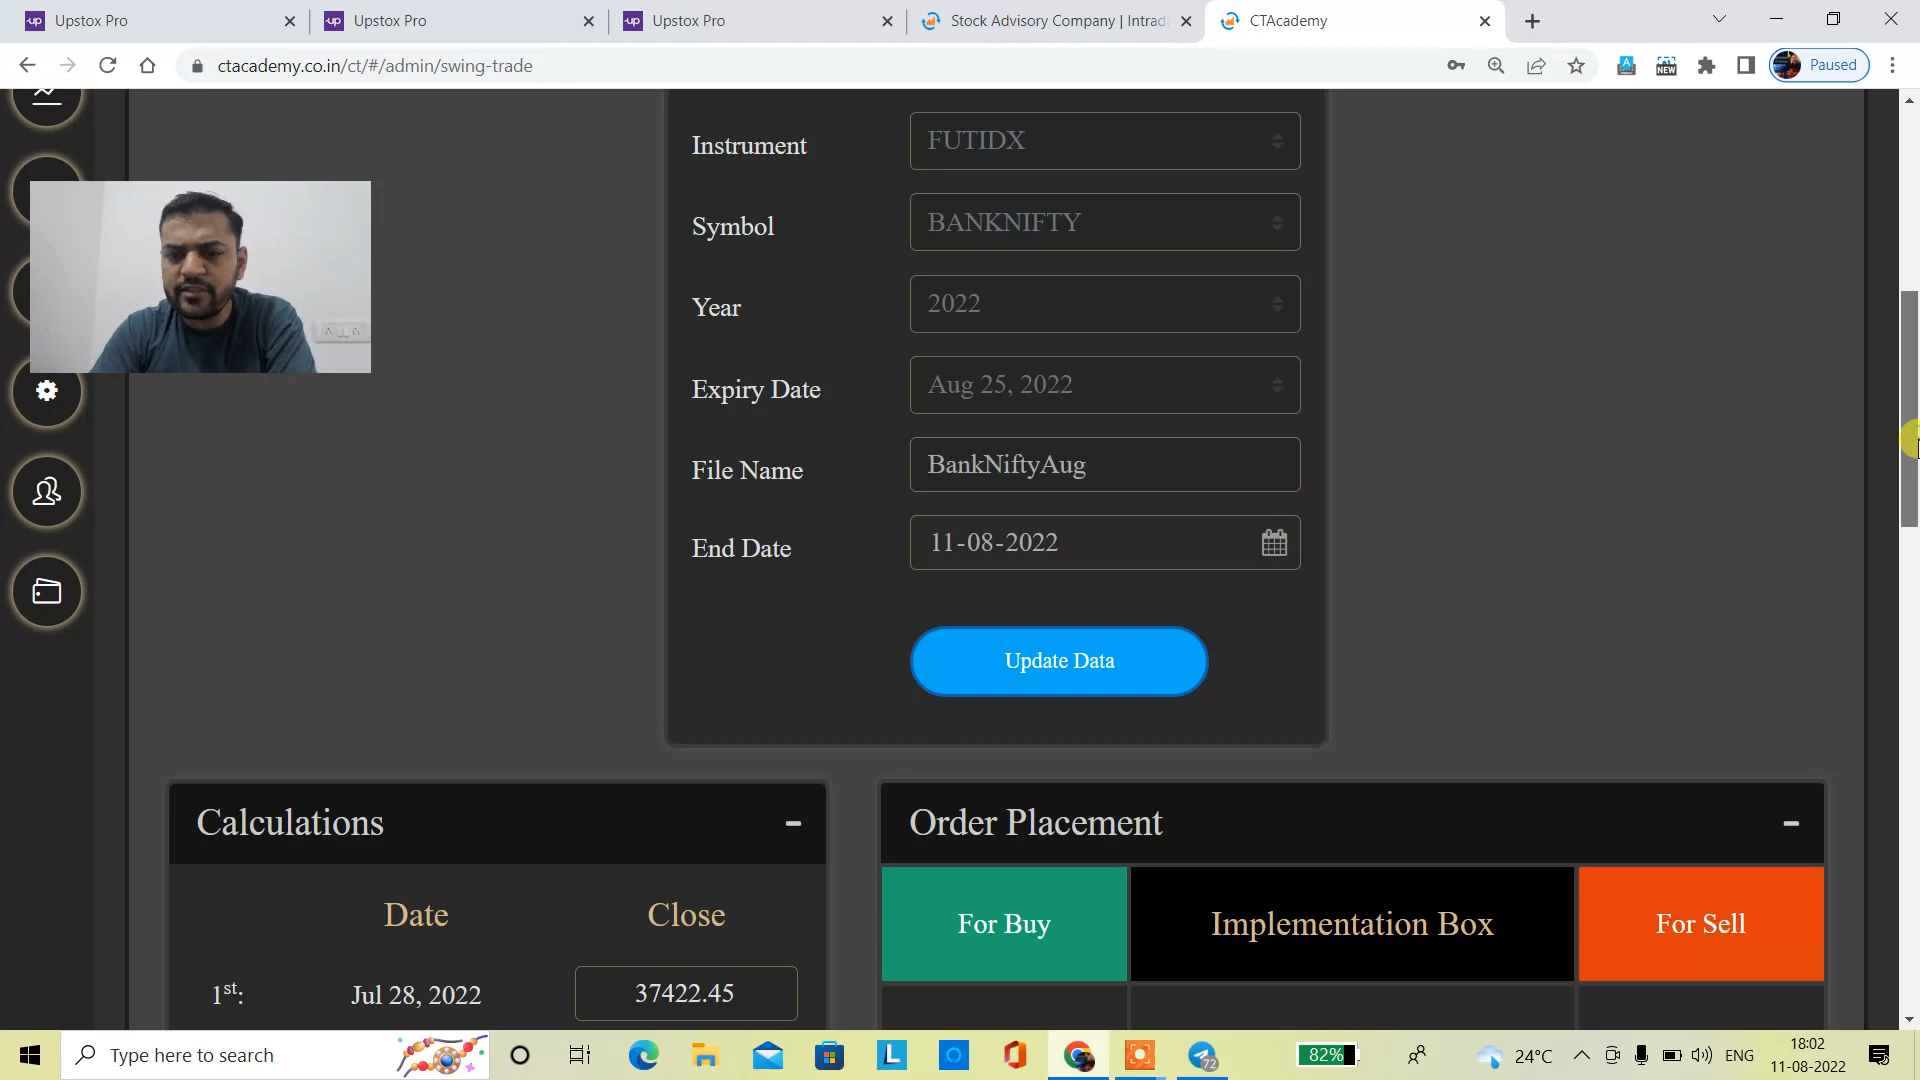 Upstox Pro
Upstox Pro
Upstox Pro
Stock Advisory Company | Intrad
CTAcademy
ctacademy.co.in/ct/#/admin/swing-trade
NEW
Paused
Instrument
FUTIDX
Symbol
BANKNIFTY
Year
2022
Expiry Date
Aug 25, 2022
File Name
BankNiftyAug
End Date
11-08-2022
Update Data
Calculations
Date
Close
1st:
Jul 28, 2022
37422.45
Order Placement
For Buy
Implementation Box
For Sell
Type here to search
72
82%
24°C
ENG
18:02
11-08-2022